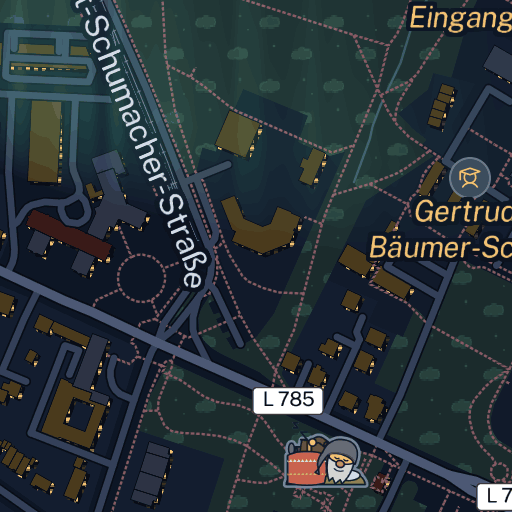 Eingang
t-Schumacher-Straße
Gertrud
Bäumer-Sc
L 785
L 7